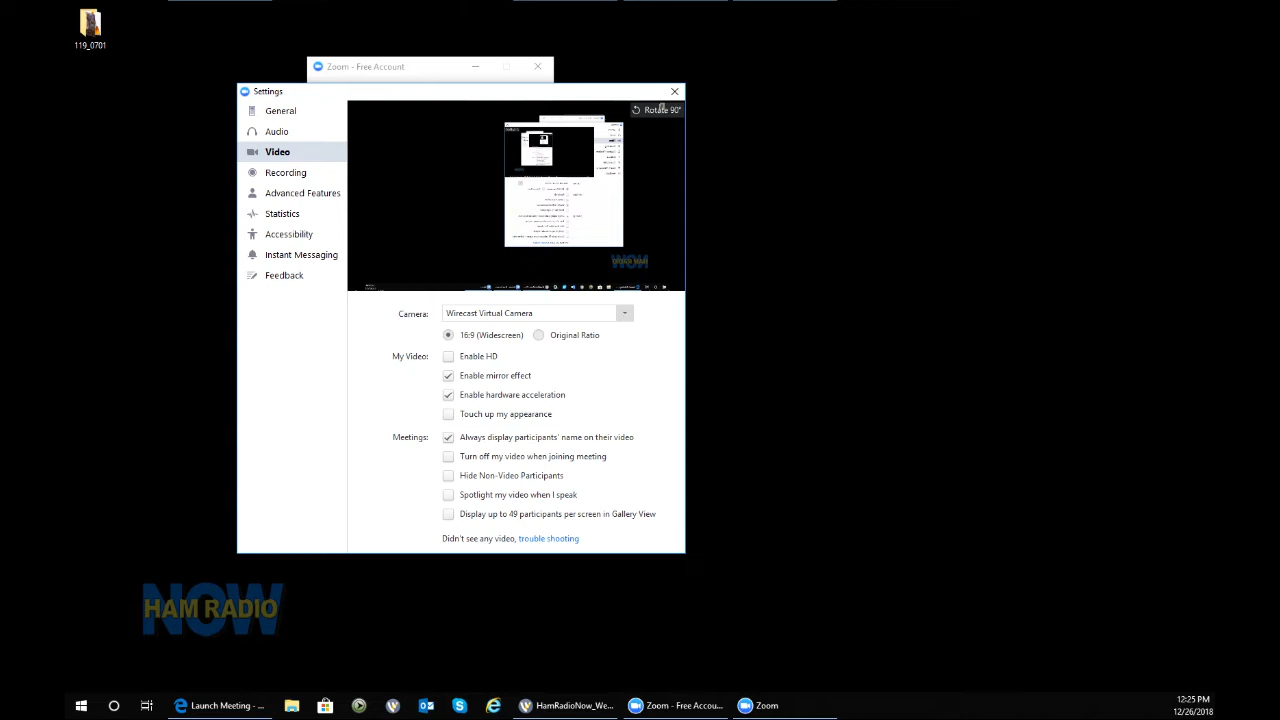 119_0701
Zoom - Free Account
Settings
General
Audio
Video
Recording
Advanced Features
Statistics
Accessibility
Instant Messaging
Feedback
Rotate 90°
Camera:
Wirecast Virtual Camera
16:9 (Widescreen)
Original Ratio
My Video:
Enable HD
Enable mirror effect
Enable hardware acceleration
Touch up my appearance
Meetings:
Always display participants' name on their video
Turn off my video when joining meeting
Hide Non-Video Participants
Spotlight my video when I speak
Display up to 49 participants per screen in Gallery View
Didn't see any video, trouble shooting
NOW
HAM RADIO
Launch Meeting - ...
HamRadioNow_We...
Zoom - Free Accou...
Zoom
12:25 PM
12/26/2018